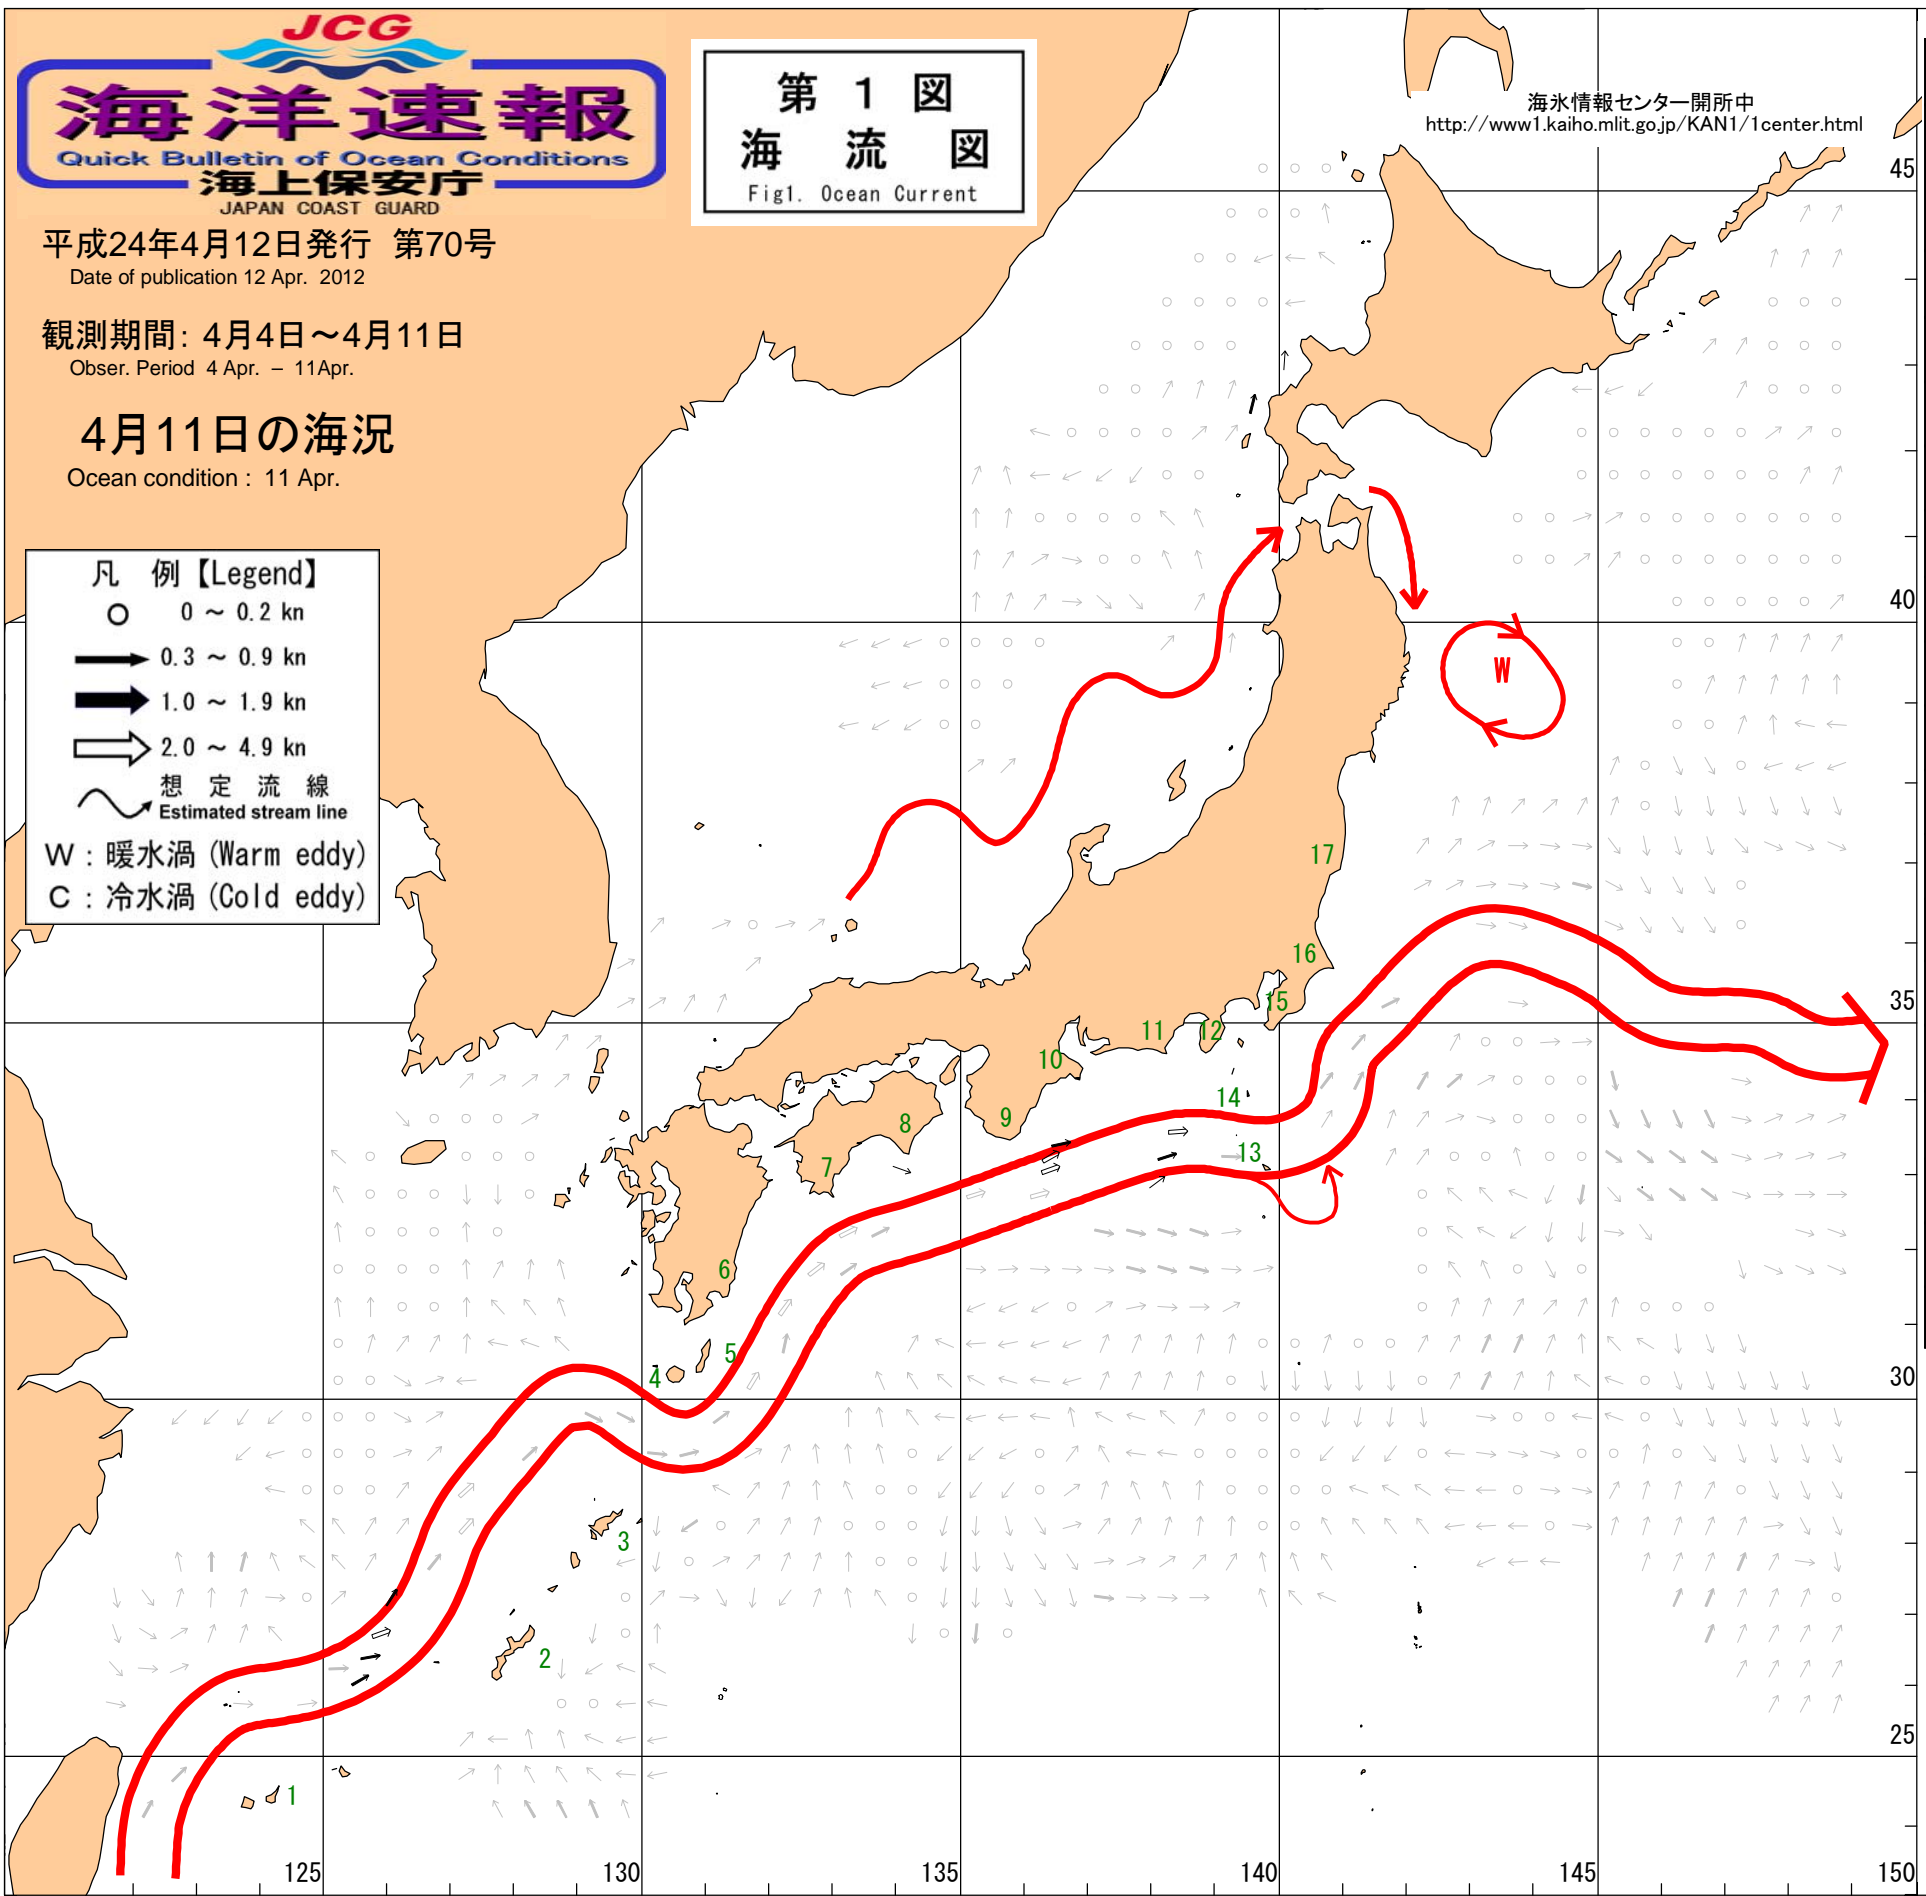 JCG
海洋速報
Quick Bulletin of Ocean Conditions
海上保安庁
JAPAN COAST GUARD
平成24年4月12日発行 第70号
Date of publication 12 Apr. 2012
観測期間: 4月4日～4月11日
Obser. Period 4 Apr. – 11Apr.
4月11日の海況
Ocean condition : 11 Apr.
第 1 図
海 流 図
Fig1. Ocean Current
海氷情報センター開所中
http://www1.kaiho.mlit.go.jp/KAN1/1center.html
凡 例【Legend】
0 ～ 0.2 kn
0.3 ～ 0.9 kn
1.0 ～ 1.9 kn
2.0 ～ 4.9 kn
想 定 流 線
Estimated stream line
W : 暖水渦 (Warm eddy)
C : 冷水渦 (Cold eddy)
45
40
W
17
16
35
15
11
12
10
14
9
8
13
7
6
5
4
30
3
2
25
1
125
130
135
140
145
150